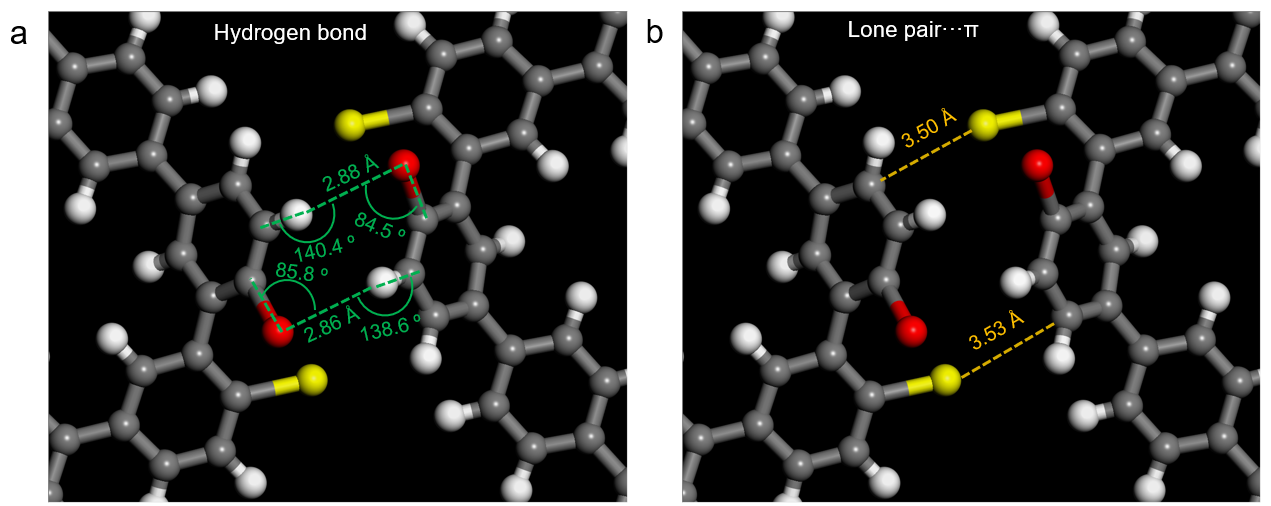 a
Hydrogen bond
2.88 Å
84.5 º
140.4 º
85.8 º
2.86 Å
138.6 º
b
Lone pair···π
3.50 Å
3.53 Å